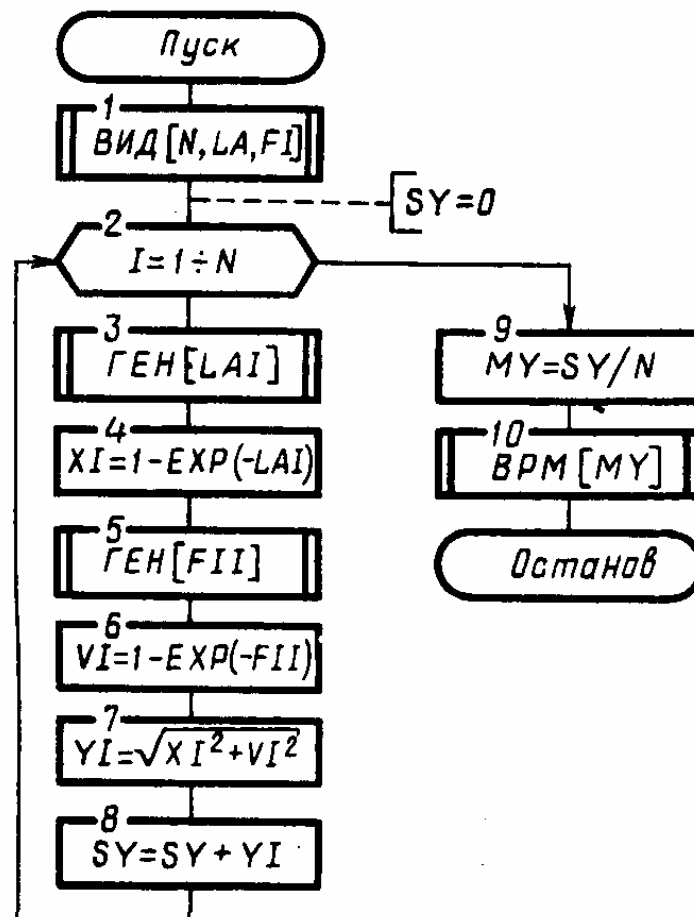 Пуск
1
ВИД[N,LA,FI]
SY=0
2
I=1÷N
3
ГЕН[LAI]
4
XI=1-EXP(-LAI)
5
ГЕН[FII]
6
VI=1-EXP(-FII)
7
YI=√XI²+VI²
8
SY=SY+YI
9
MY=SY/N
10
ВРМ[MY]
Останов